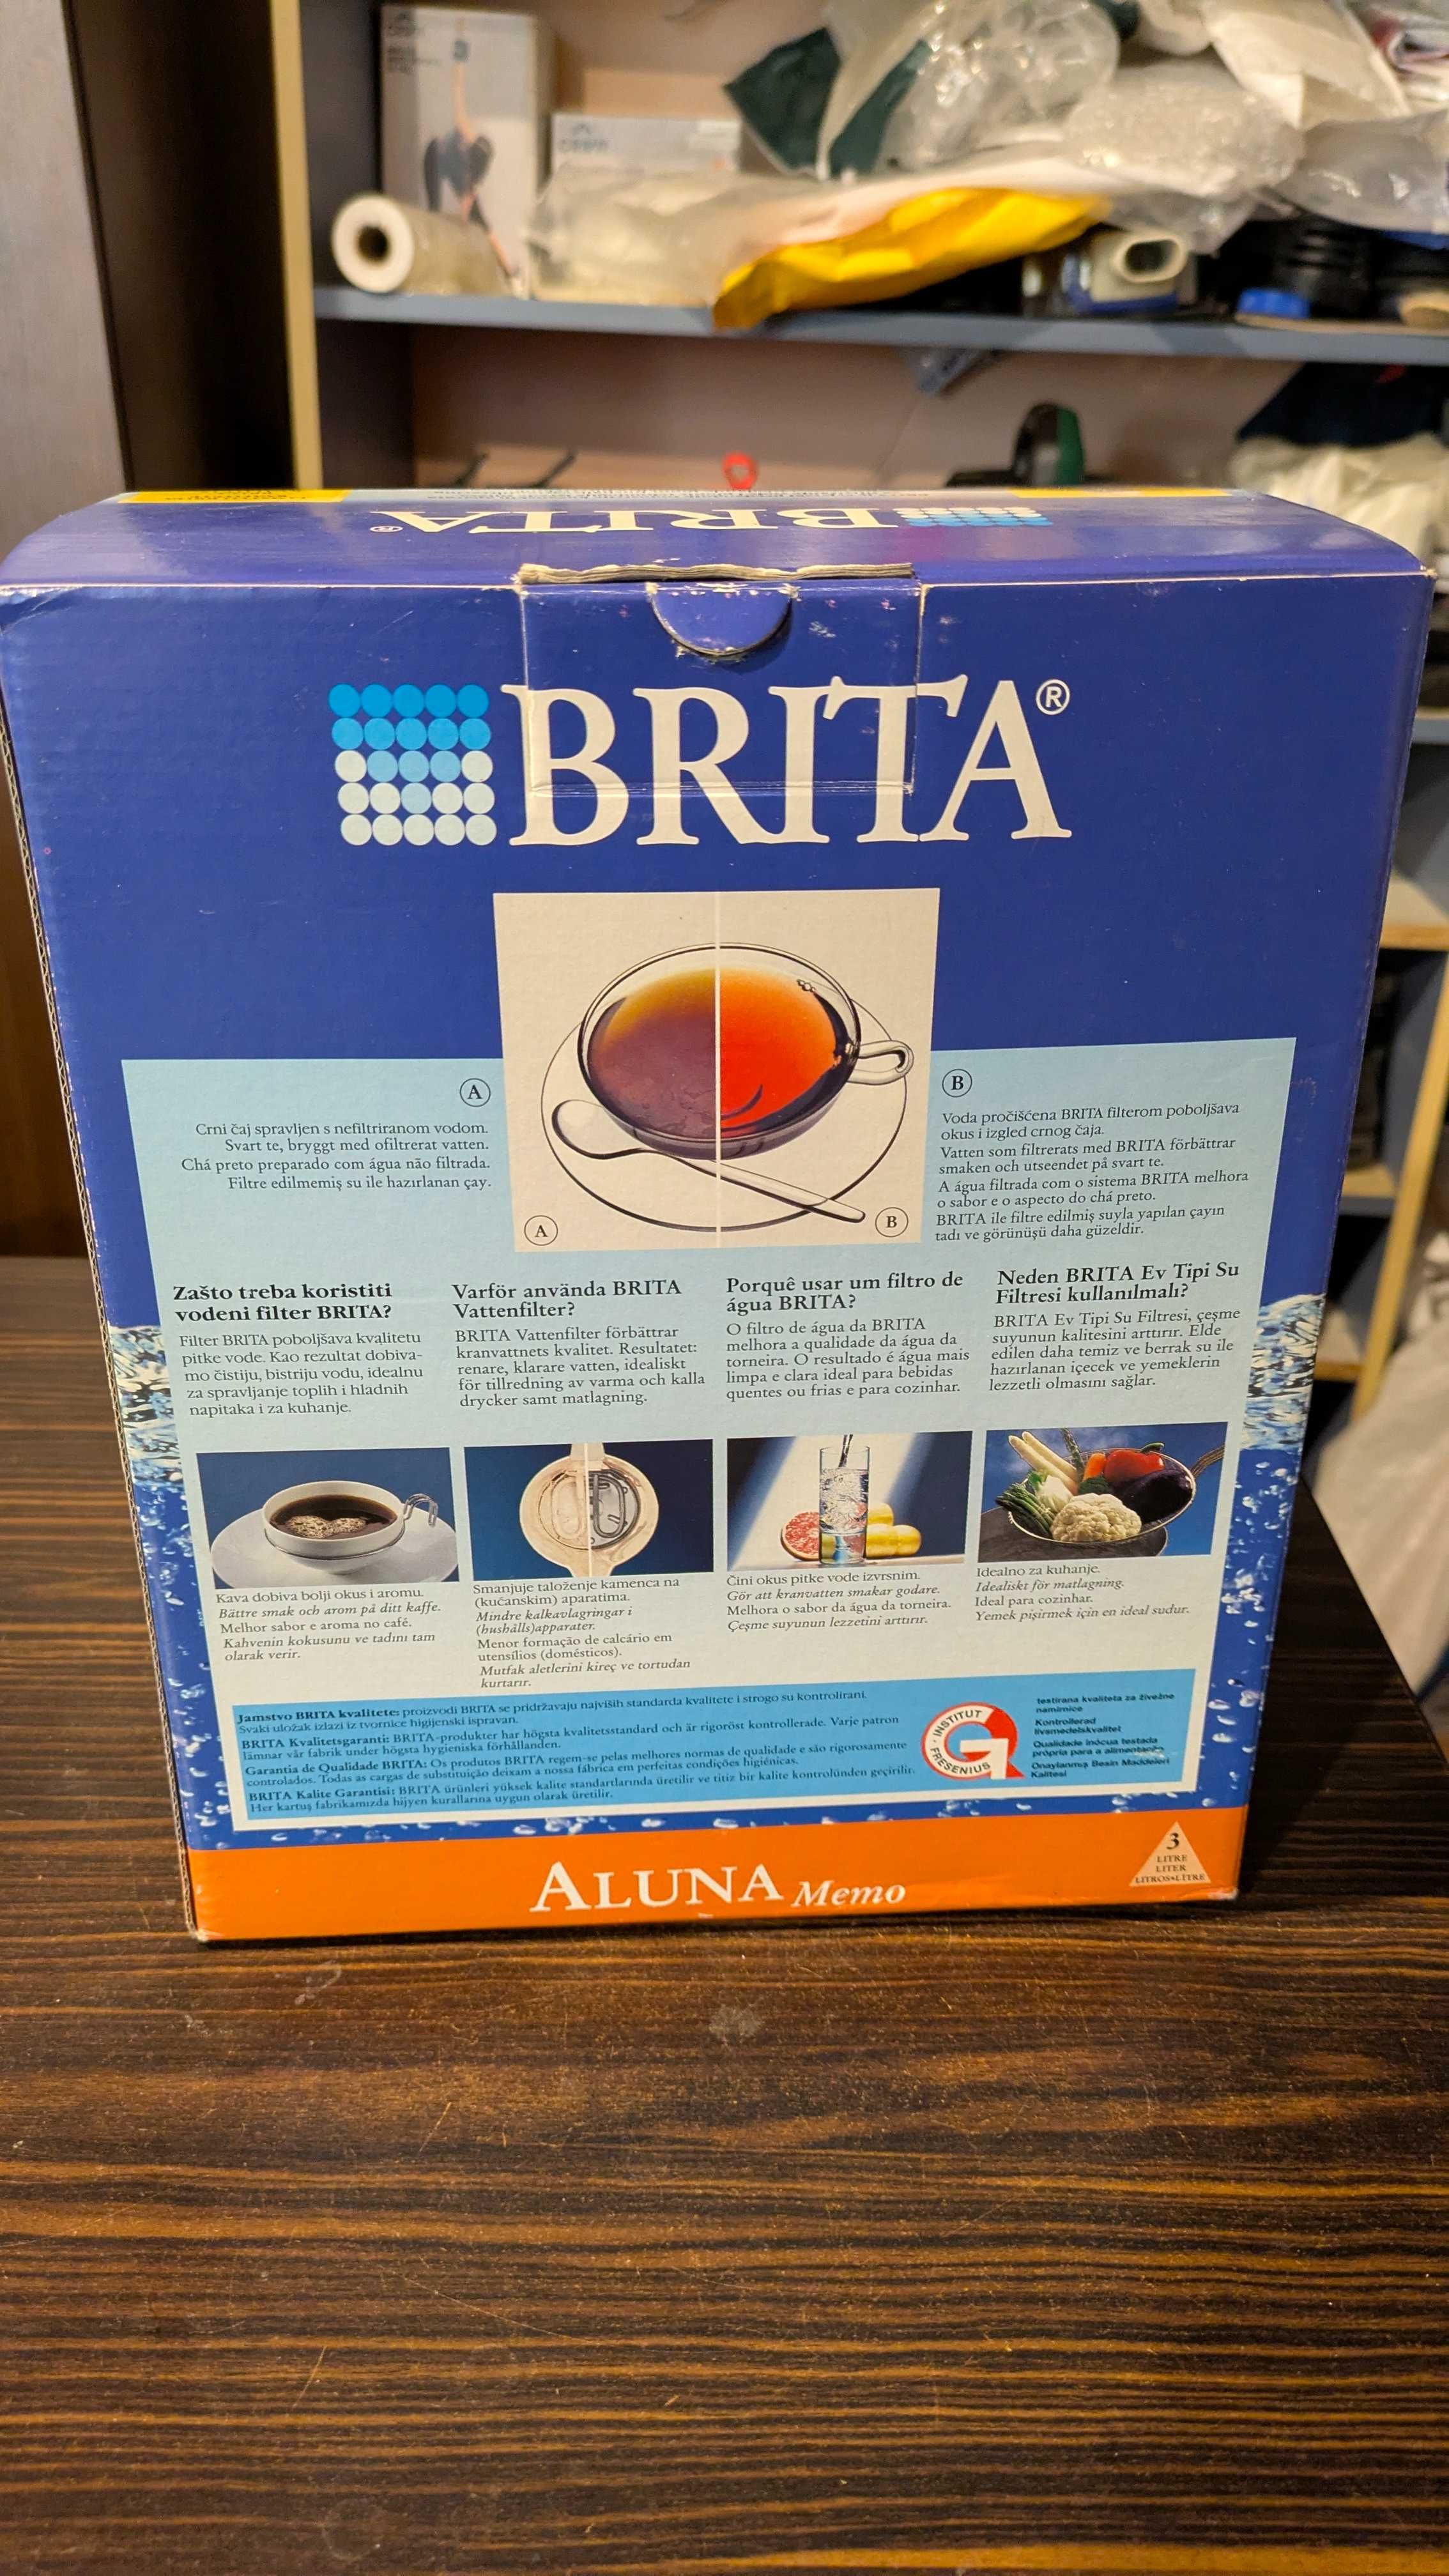 BRITA®
BRITA®
A
Crni čaj spravljen s nefiltriranom vodom.
Svart te, bryggt med ofiltrerat vatten.
Chá preto preparado com água não filtrada.
Filtre edilmemiş su ile hazırlanan çay.
A
B
B
Voda pročišćena BRITA filterom poboljšava
okus i izgled crnog čaja.
Vatten som filtrerats med BRITA förbättrar
smaken och utseendet på svart te.
A água filtrada com o sistema BRITA melhora
o sabor e o aspecto do chá preto.
BRITA ile filtre edilmiş suyla yapılan çayın
tadı ve görünüşü daha güzeldir.
Zašto treba koristiti
vodeni filter BRITA?
Filter BRITA poboljšava kvalitetu
pitke vode. Kao rezultat dobiva-
mo čistiju, bistriju vodu, idealnu
za spravljanje toplih i hladnih
napitaka i za kuhanje.
Varför använda BRITA
Vattenfilter?
BRITA Vattenfilter förbättrar
kranvattnets kvalitet. Resultatet:
renare, klarare vatten, idealiskt
för tillredning av varma och kalla
drycker samt matlagning.
Porquê usar um filtro de
água BRITA?
O filtro de água da BRITA
melhora a qualidade da água da
torneira. O resultado é água mais
limpa e clara ideal para bebidas
quentes ou frias e para cozinhar.
Neden BRITA Ev Tipi Su
Filtresi kullanılmalı?
BRITA Ev Tipi Su Filtresi, çeşme
suyunun kalitesini arttırır. Elde
edilen daha temiz ve berrak su ile
hazırlanan içecek ve yemeklerin
lezzetli olmasını sağlar.
Kava dobiva bolji okus i aromu.
Bättre smak och arom på ditt kaffe.
Melhor sabor e aroma no café.
Kahvenin kokusunu ve tadını tam
olarak verir.
Smanjuje taloženje kamenca na
(kućanskim) aparatima.
Mindre kalkavlagringar i
(hushålls)apparater.
Menor formação de calcário em
utensílios (domésticos).
Mutfak aletlerini kireç ve tortudan
kurtarır.
Čini okus pitke vode izvrsnim.
Gör att kranvatten smakar godare.
Melhora o sabor da água da torneira.
Çeşme suyunun lezzetini arttırır.
Idealno za kuhanje.
Idealiskt för matlagning.
Ideal para cozinhar.
Yemek pişirmek için en ideal sudur.
Jamstvo BRITA kvalitete: proizvodi BRITA se pridržavaju najviših standarda kvalitete i strogo su kontrolirani.
Svaki uložak izlazi iz tvornice higijenski ispravan.
BRITA Kvalitetsgaranti: BRITA-produkter har högsta kvalitetsstandard och är rigoröst kontrollerade. Varje patron
lämnar vår fabrik under högsta hygieniska förhållanden.
Garantia de Qualidade BRITA: Os produtos BRITA regem-se pelas melhores normas de qualidade e são rigorosamente
controlados. Todas as cargas de substituição deixam a nossa fábrica em perfeitas condições higiénicas.
BRITA Kalite Garantisi: BRITA ürünleri yüksek kalite standartlarında üretilir ve titiz bir kalite kontrolünden geçirilir.
Her kartuş fabrikamızda hijyen kurallarına uygun olarak üretilir.
INSTITUT
FRESENIUS
testirana kvaliteta za živežne
namirnice
Kontrollerad
livsmedelskvalitet
Qualidade inócua testada
própria para a alimentação
Onaylanmış Besin Maddeleri
Kalitesi
ALUNA Memo
3
LITRE
LITER
LITROS•LITRE